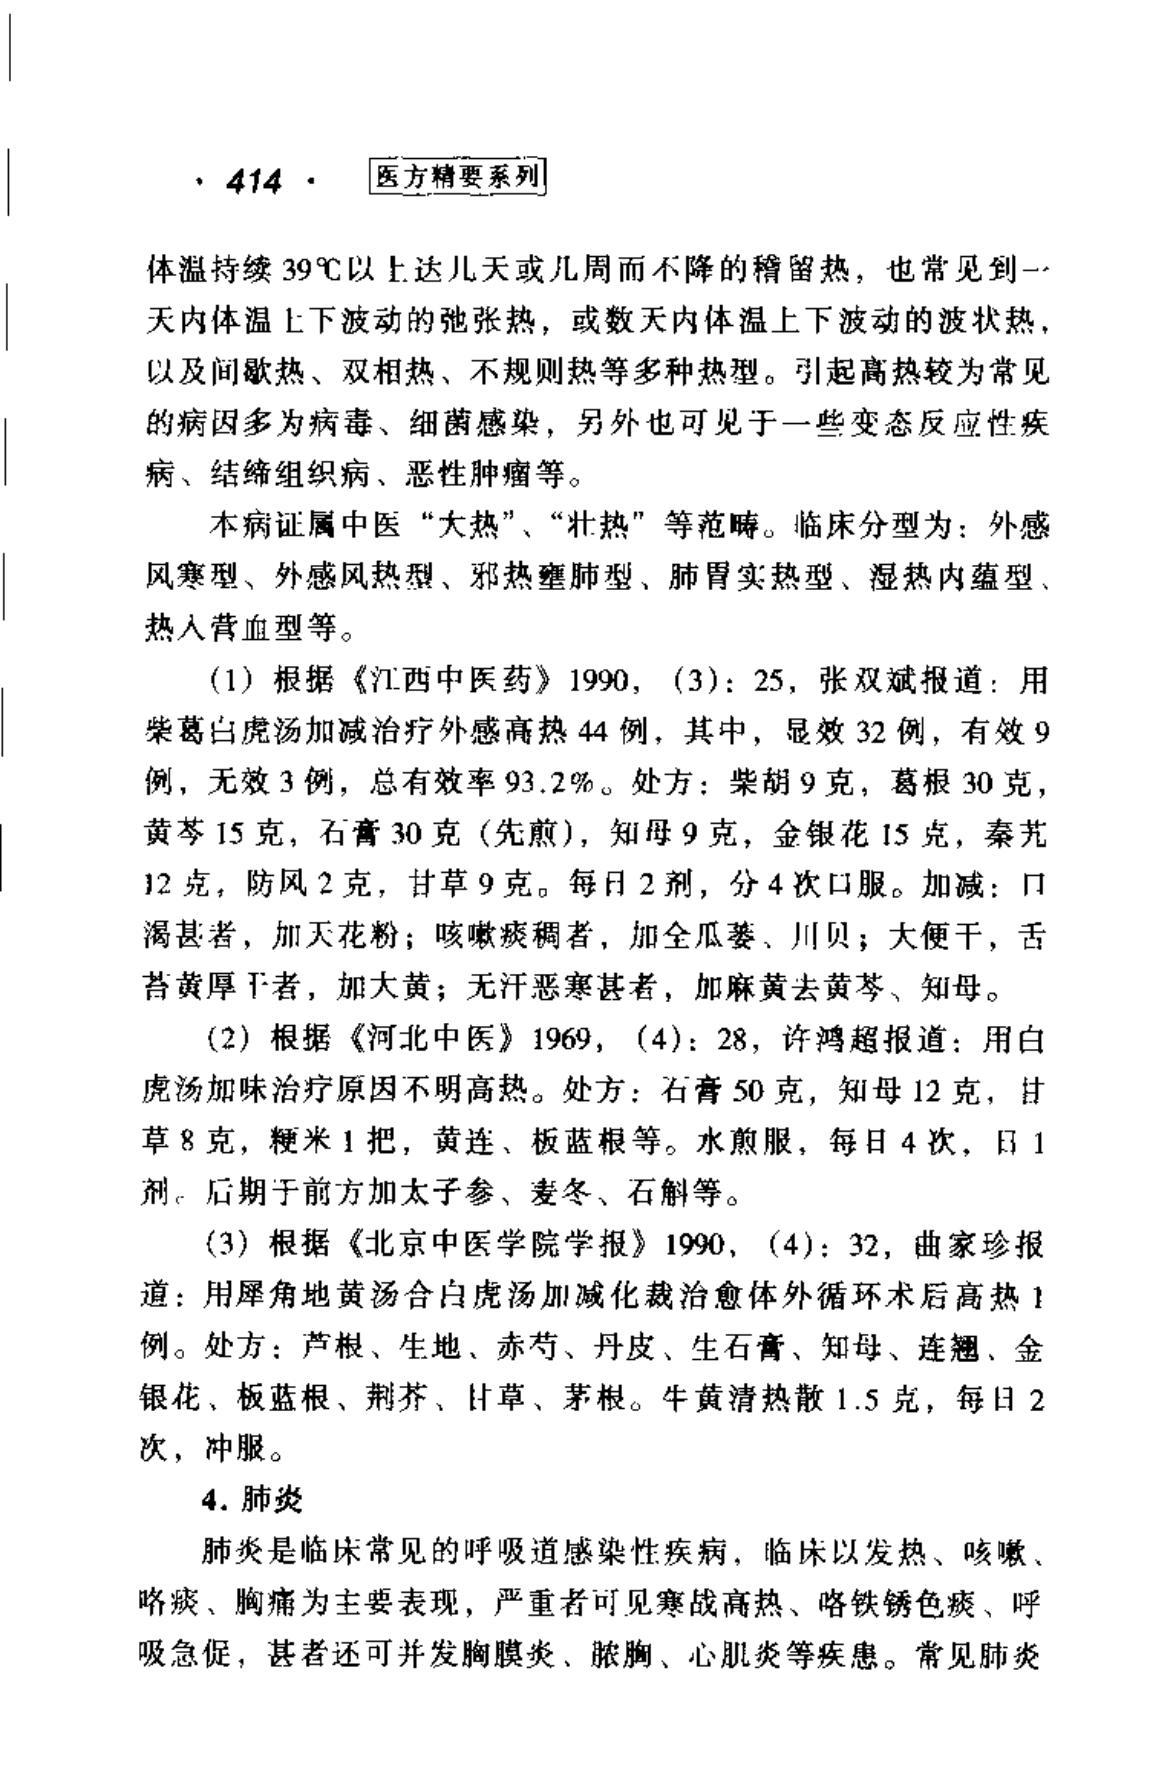 · 414 · 医方精要系列
体温持续 39℃以上达几天或几周而不降的稽留热，也常见到一
天内体温上下波动的弛张热，或数天内体温上下波动的波状热，
以及间歇热、双相热、不规则热等多种热型。引起高热较为常见
的病因多为病毒、细菌感染，另外也可见于一些变态反应性疾
病、结缔组织病、恶性肿瘤等。
本病证属中医“大热”、“壮热”等范畴。临床分型为：外感
风寒型、外感风热型、邪热壅肺型、肺胃实热型、湿热内蕴型、
热入营血型等。
(1) 根据《江西中医药》1990，(3)：25，张双斌报道：用
柴葛白虎汤加减治疗外感高热 44 例，其中，显效 32 例，有效 9
例，无效 3 例，总有效率 93.2%。处方：柴胡 9 克，葛根 30 克，
黄芩 15 克，石膏 30 克（先煎），知母 9 克，金银花 15 克，秦艽
12 克，防风 2 克，甘草 9 克。每日 2 剂，分 4 次口服。加减：口
渴甚者，加天花粉；咳嗽痰稠者，加全瓜蒌、川贝；大便干，舌
苔黄厚干者，加大黄；无汗恶寒甚者，加麻黄去黄芩、知母。
(2) 根据《河北中医》1969，(4)：28，许鸿超报道：用白
虎汤加味治疗原因不明高热。处方：石膏 50 克，知母 12 克，甘
草 8 克，粳米 1 把，黄连、板蓝根等。水煎服，每日 4 次，日 1
剂。后期于前方加太子参、麦冬、石斛等。
(3) 根据《北京中医学院学报》1990，(4)：32，曲家珍报
道：用犀角地黄汤合白虎汤加减化裁治愈体外循环术后高热 1
例。处方：芦根、生地、赤芍、丹皮、生石膏、知母、连翘、金
银花、板蓝根、荆芥、甘草、茅根。牛黄清热散 1.5 克，每日 2
次，冲服。
4. 肺炎
肺炎是临床常见的呼吸道感染性疾病，临床以发热、咳嗽、
咯痰、胸痛为主要表现，严重者可见寒战高热、咯铁锈色痰、呼
吸急促，甚者还可并发胸膜炎、脓胸、心肌炎等疾患。常见肺炎